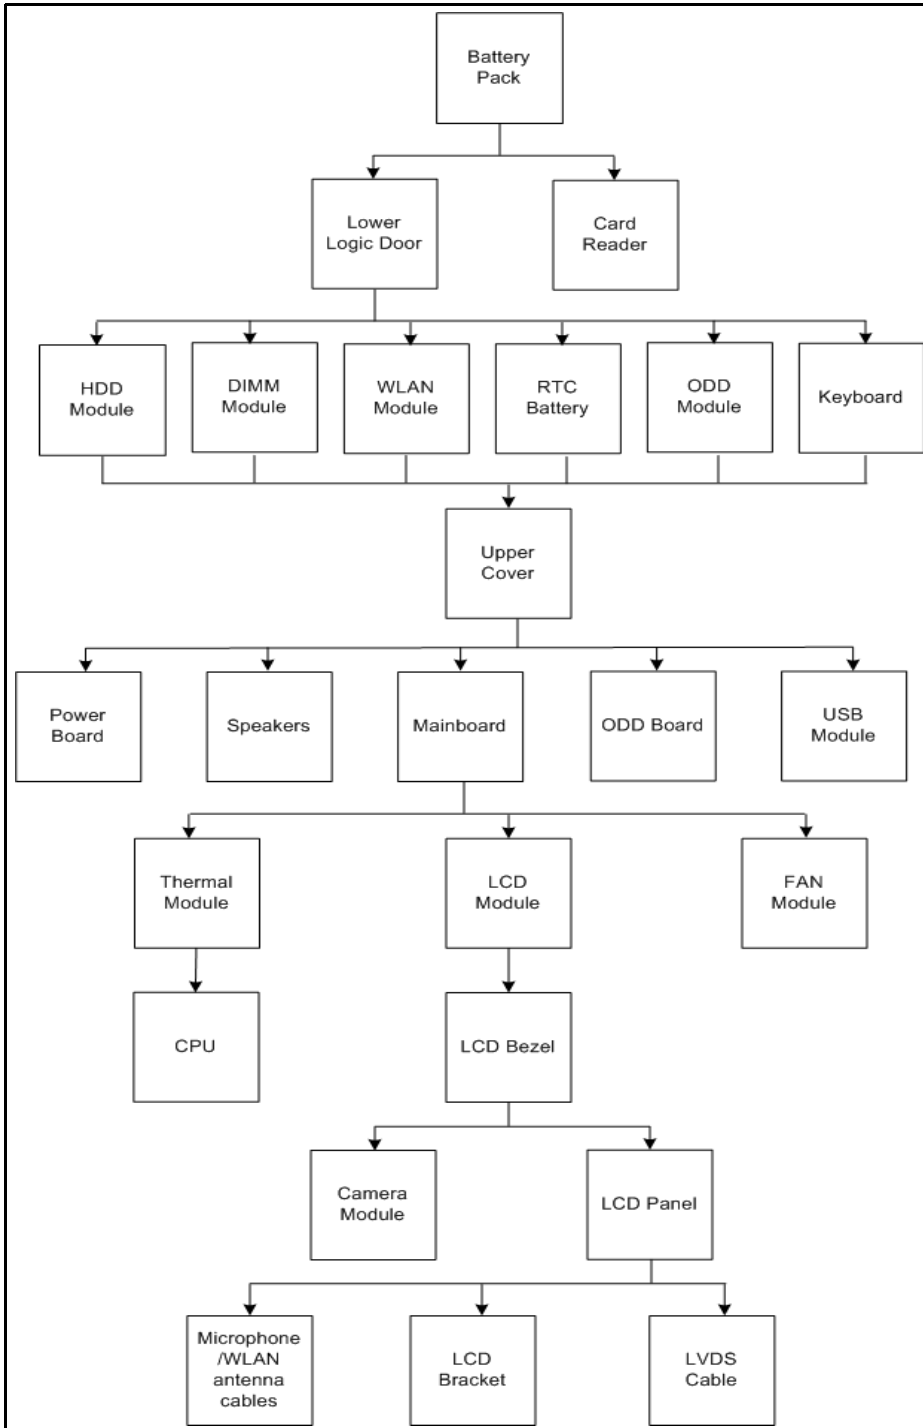 Battery
Pack
Lower
Logic Door
Card
Reader
HDD
Module
DIMM
Module
WLAN
Module
RTC
Battery
ODD
Module
Keyboard
Upper
Cover
Power
Board
Speakers
Mainboard
ODD Board
USB
Module
Thermal
Module
LCD
Module
FAN
Module
CPU
LCD Bezel
Camera
Module
LCD Panel
Microphone
/WLAN
antenna
cables
LCD
Bracket
LVDS
Cable